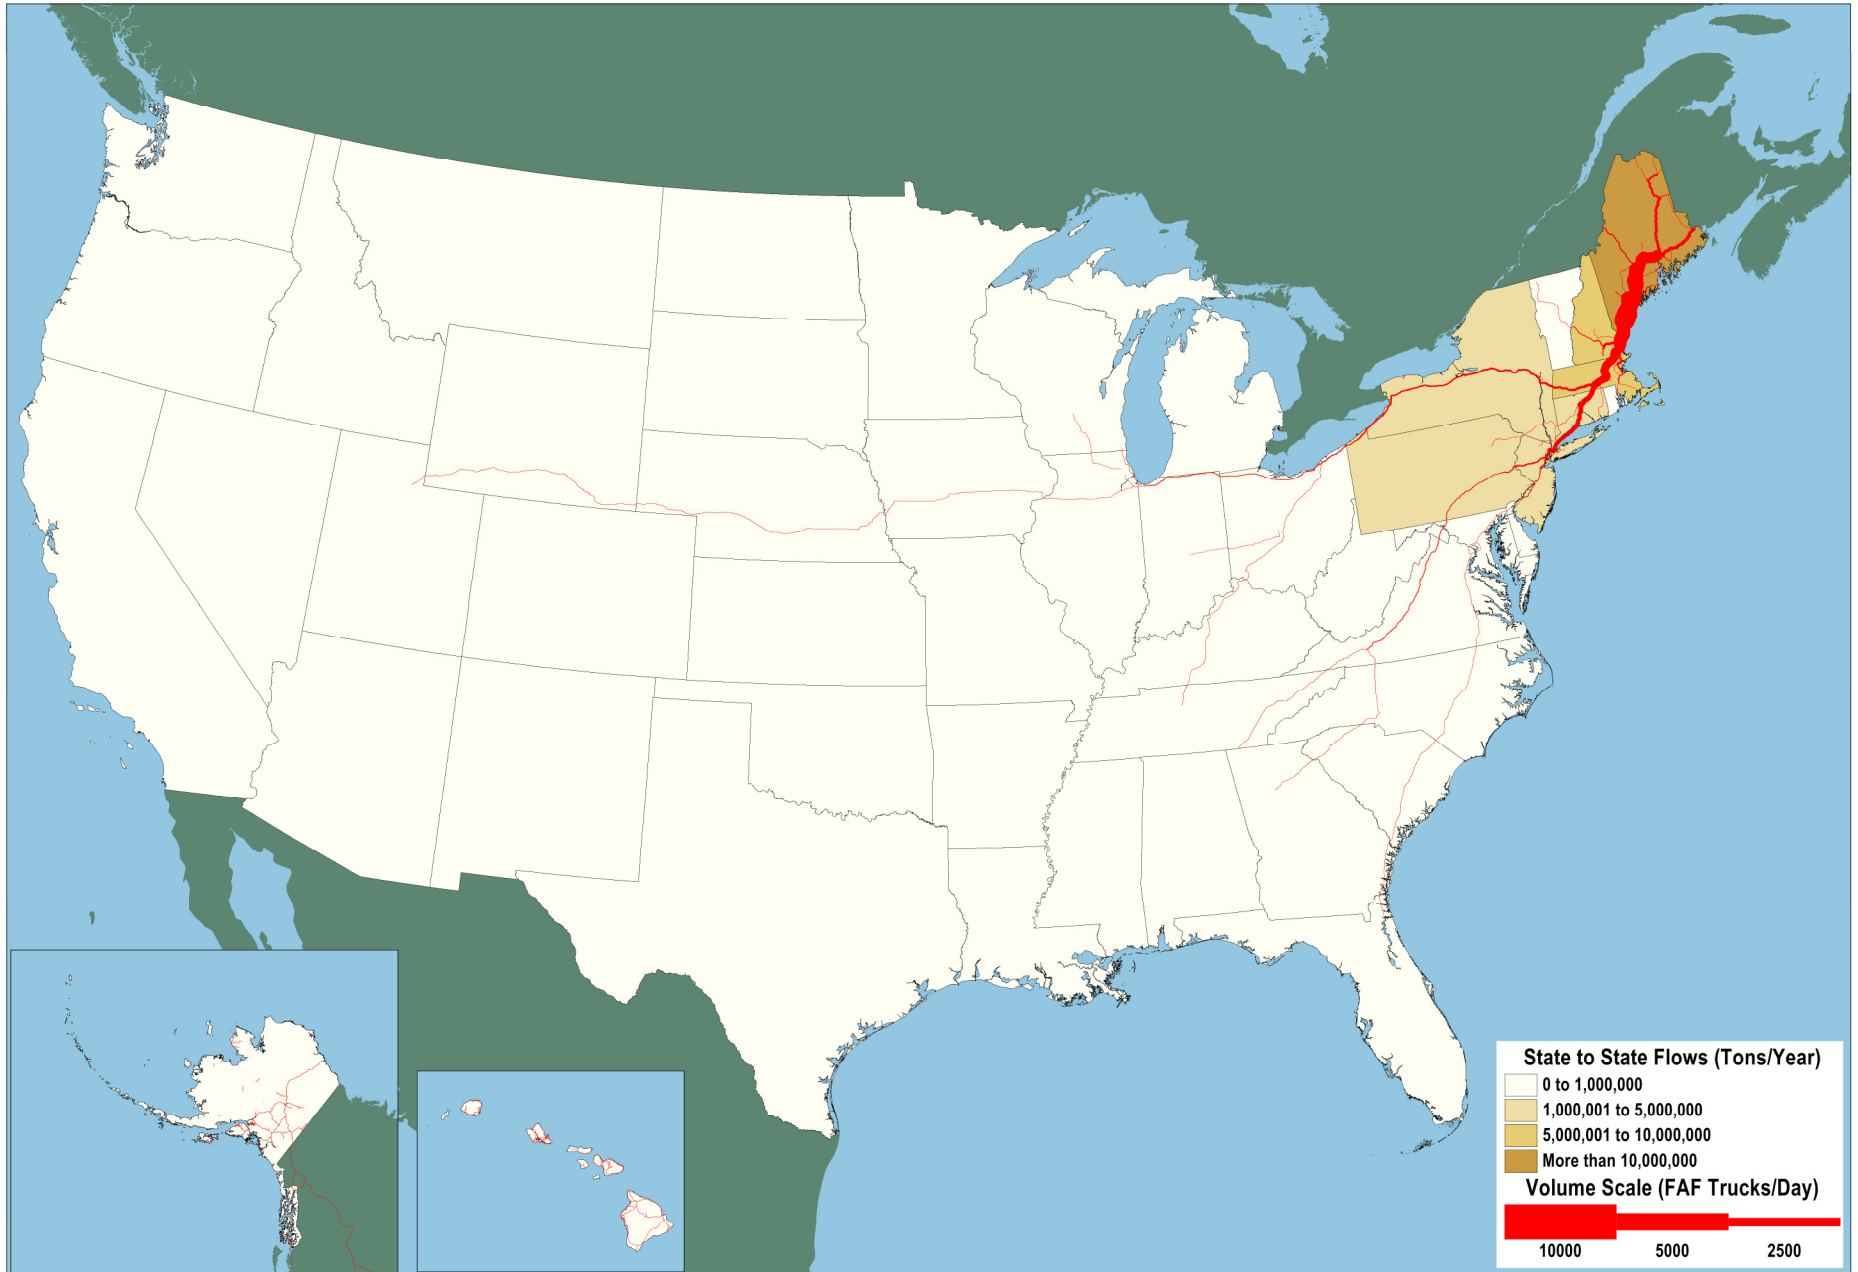 State to State Flows (Tons/Year)
0 to 1,000,000
1,000,001 to 5,000,000
5,000,001 to 10,000,000
More than 10,000,000
Volume Scale (FAF Trucks/Day)
10000 5000 2500